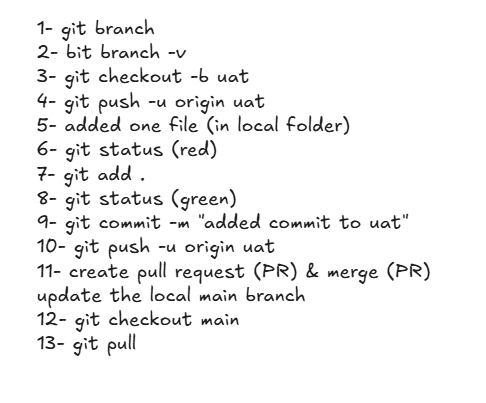 1- git branch
2- bit branch -v
3- git checkout -b uat
4- git push -u origin uat
5- added one file (in local folder)
6- git status (red)
7- git add .
8- git status (green)
9- git commit -m "added commit to uat"
10- git push -u origin uat
11- create pull request (PR) & merge (PR)
update the local main branch
12- git checkout main
13- git pull